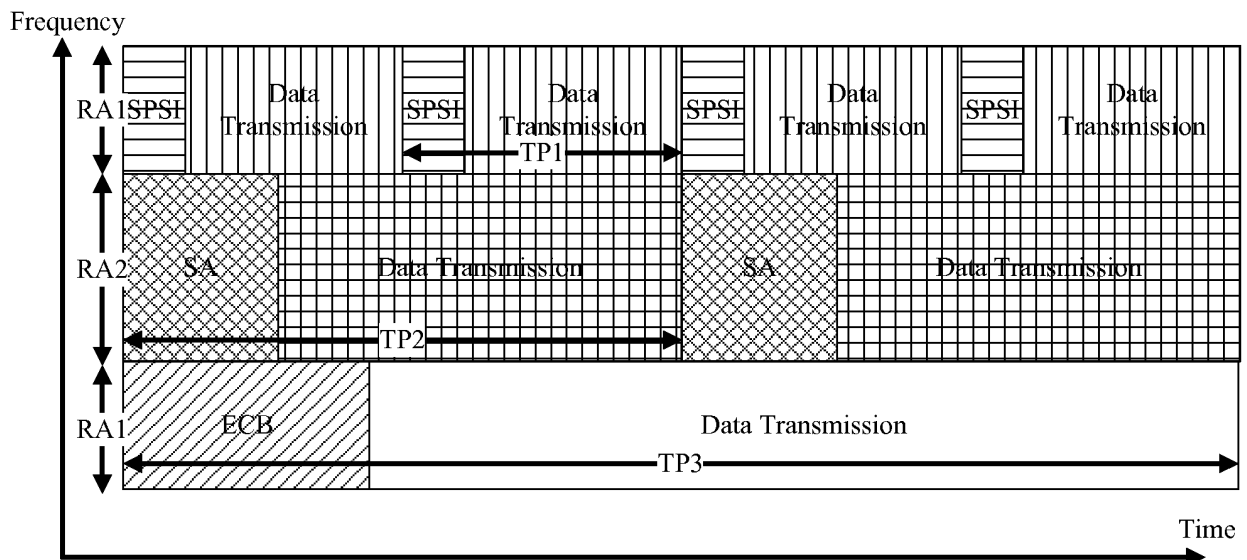 Frequency
RA1
SPSI
Data
Transmission
SPSI
Data
Transmission
SPSI
Data
Transmission
SPSI
Data
Transmission
TP1
RA2
SA
Data Transmission
SA
Data Transmission
TP2
RA1
ECB
Data Transmission
TP3
Time